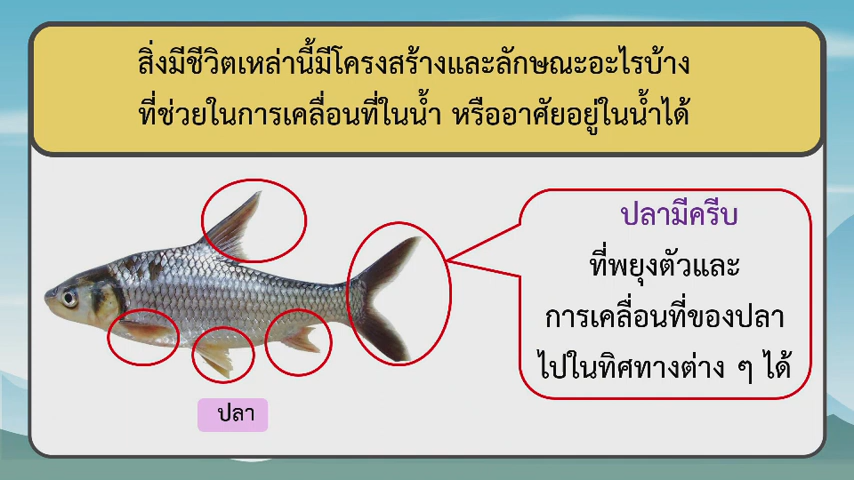 สิ่งมีชีวิตเหล่านี้มีโครงสร้างและลักษณะอะไรบ้าง
ที่ช่วยในการเคลื่อนที่ในน้ำ หรืออาศัยอยู่ในน้ำได้
ปลามีครีบ
ที่พยุงตัวและ
การเคลื่อนที่ของปลา
ไปในทิศทางต่าง ๆ ได้
ปลา